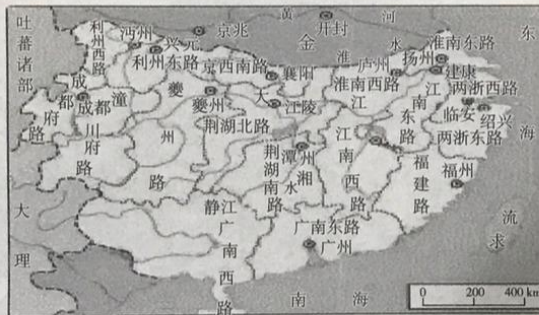 吐蕃诸部
利州西路
沔州
兴元
利州东路
京兆
黄
河
金
开封
京西南路
襄阳
淮
水
庐州
淮南西路
扬州
淮南东路
建康
两浙西路
临安
绍兴
两浙东路
东
海
成都府路
成都
潼川府路
夔州
夔州路
大江
江陵
荆湖北路
江南东路
江南西路
荆湖南路
潭州
湘水
福建路
福州
静江
广南西路
广南东路
广州
大理
流求
南海
0 200 400 km